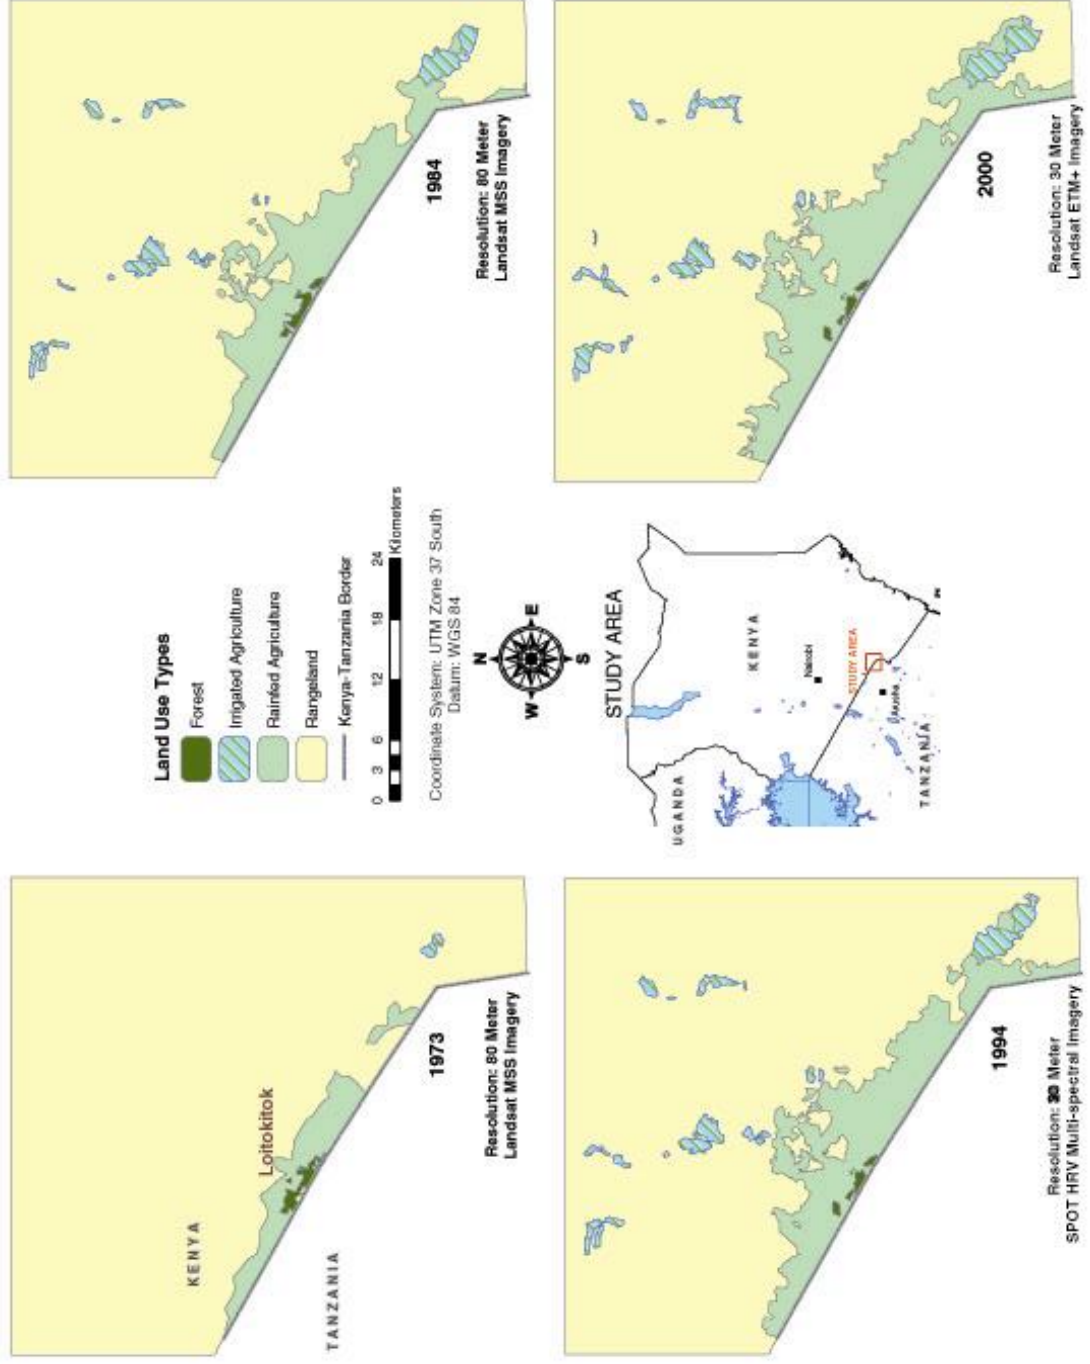 KENYA
TANZANIA
Loitokitok
1973
Resolution: 80 Meter
Landsat MSS Imagery
Land Use Types
Forest
Irrigated Agriculture
Rainfed Agriculture
Rangeland
Kenya-Tanzania Border
0 3 6 12 18 24
Kilometers
Coordinate System: UTM Zone 37 South
Datum: WGS 84
N
W E
S
1984
Resolution: 80 Meter
Landsat MSS Imagery
1994
Resolution: Meter
SPOT HRV Multi-spectral Imagery
STUDY AREA
UGANDA
KENYA
Nairobi
STUDY AREA
Arusha
TANZANIA
2000
Resolution: 30 Meter
Landsat ETM+ Imagery